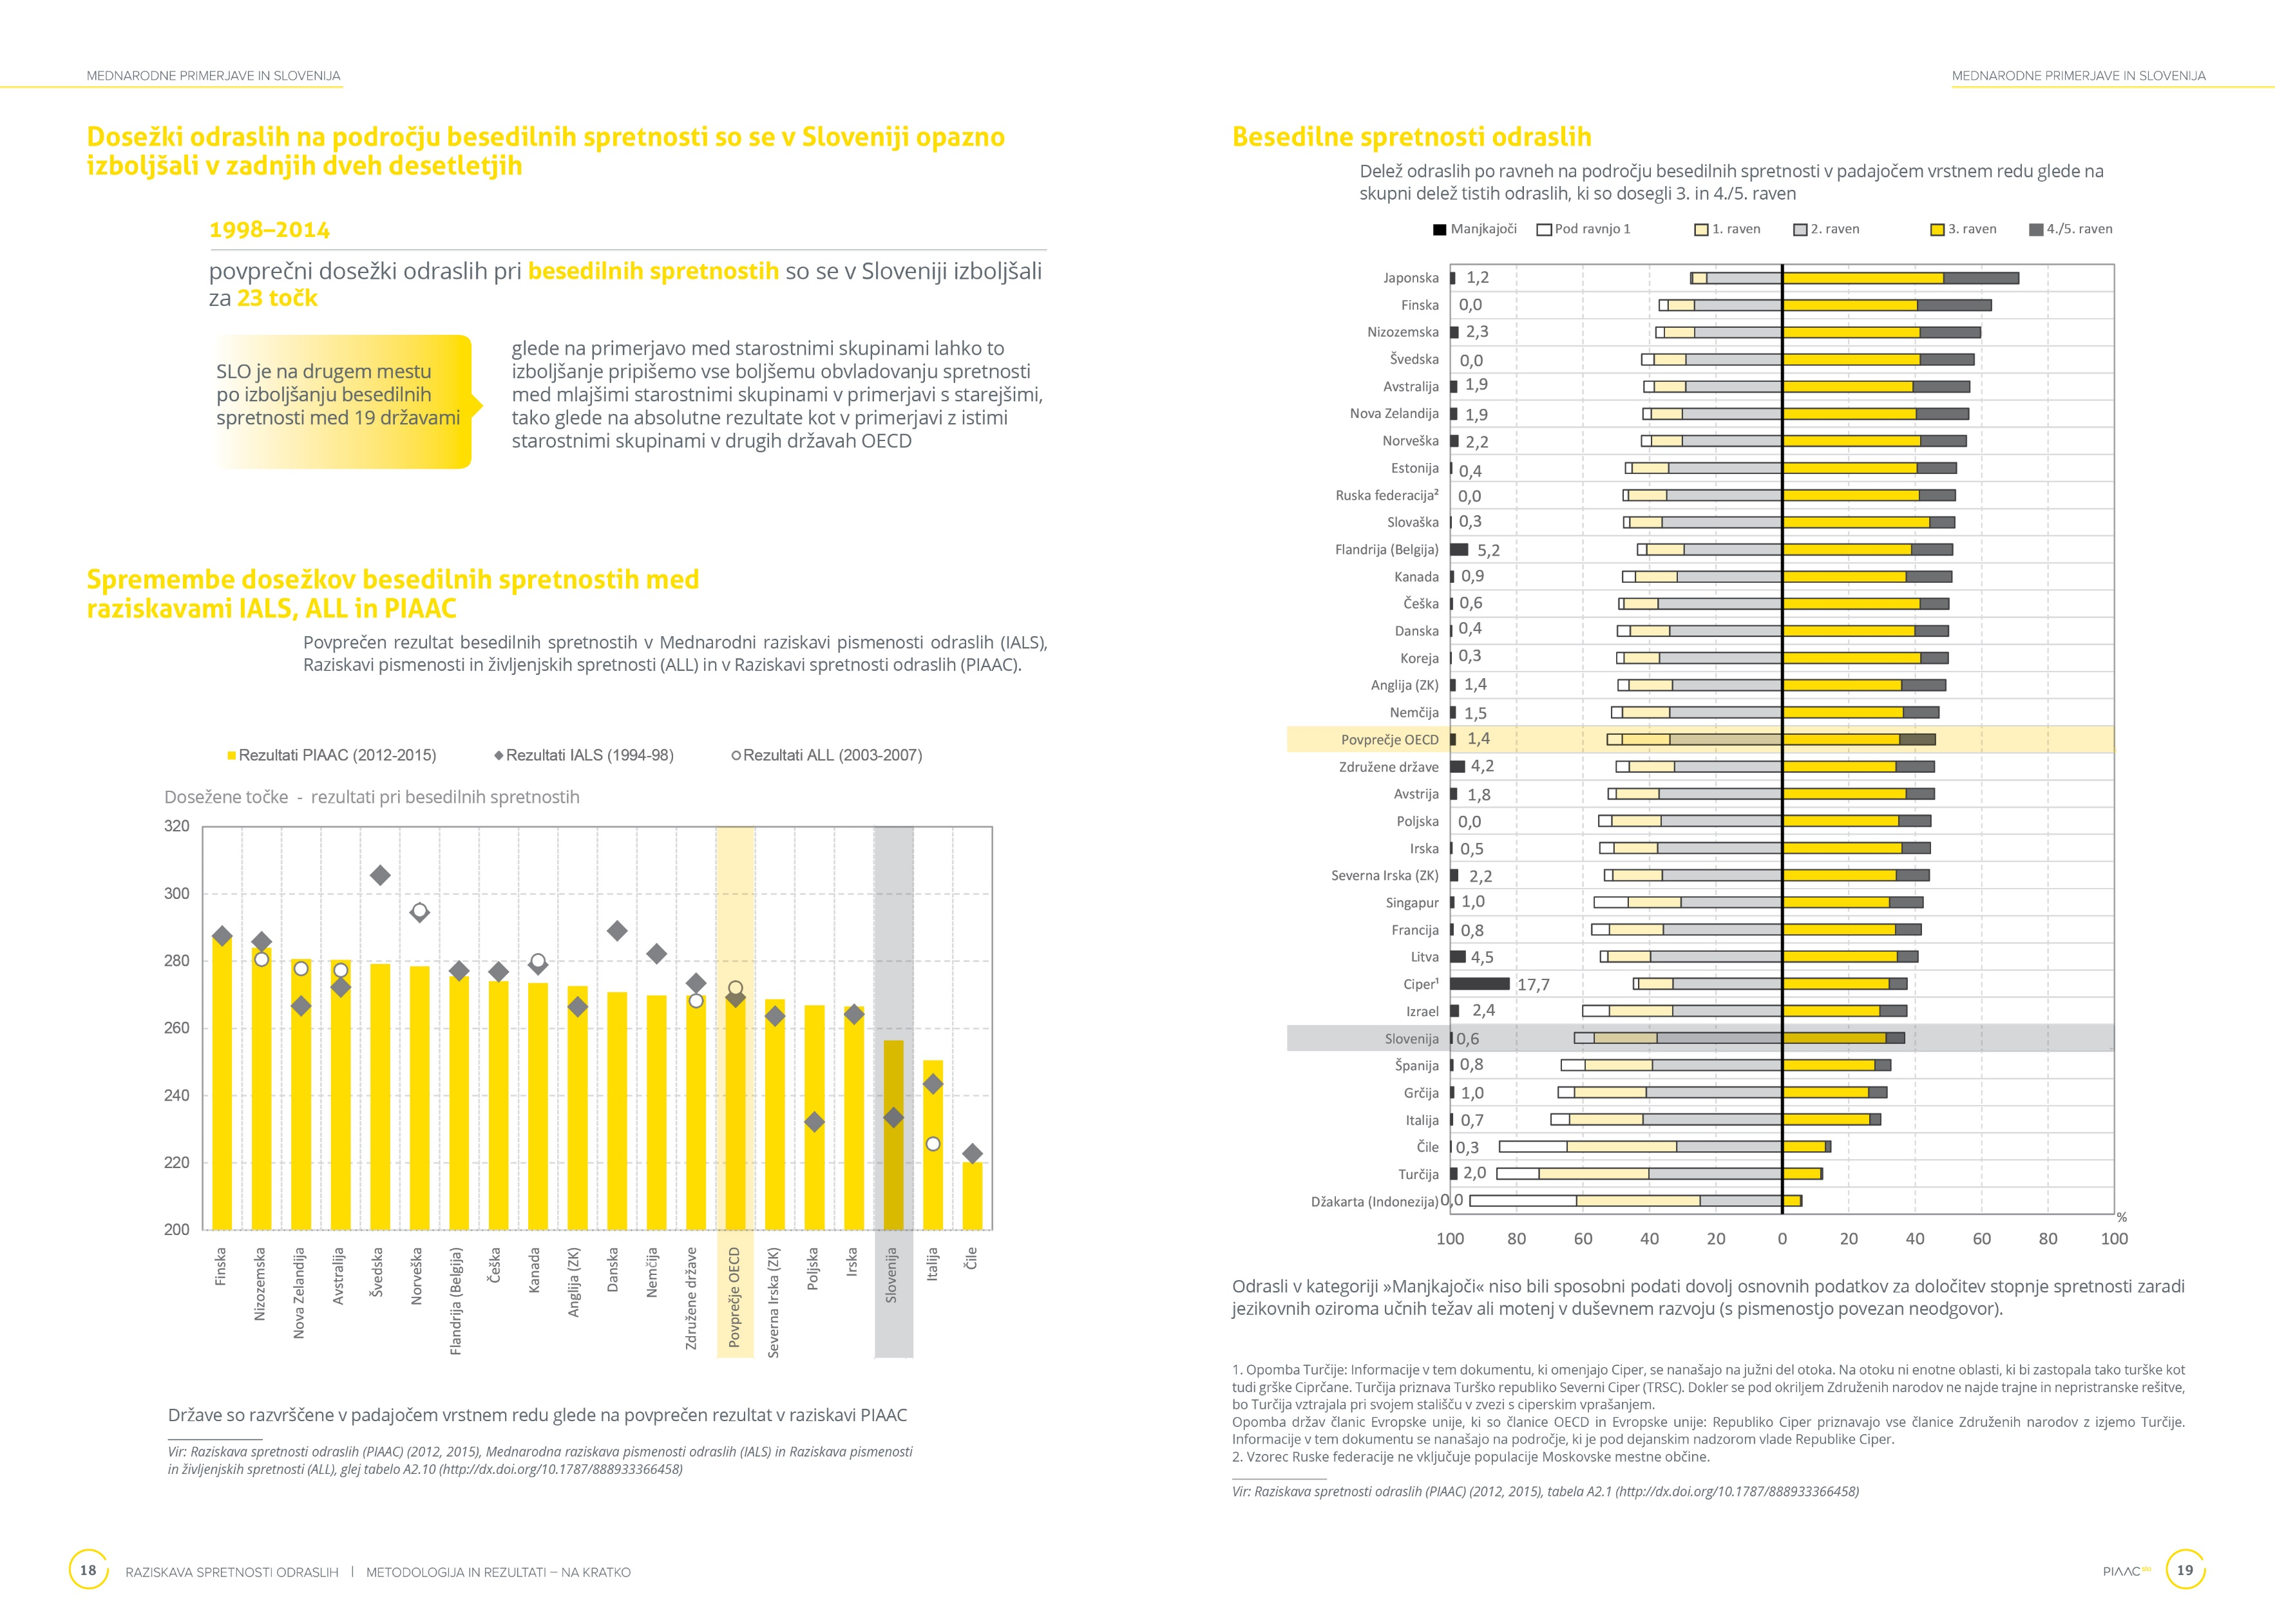 MEDNARODNE PRIMERJAVE IN SLOVENIJA
Dosežki odraslih na področju besedilnih spretnosti so se v Sloveniji opazno
izboljšali v zadnjih dveh desetletjih
1998–2014
povprečni dosežki odraslih pri besedilnih spretnostih so se v Sloveniji izboljšali
za 23 točk
SLO je na drugem mestu
po izboljšanju besedilnih
spretnosti med 19 državami
glede na primerjavo med starostnimi skupinami lahko to
izboljšanje pripišemo vse boljšemu obvladovanju spretnosti
med mlajšimi starostnimi skupinami v primerjavi s starejšimi,
tako glede na absolutne rezultate kot v primerjavi z istimi
starostnimi skupinami v drugih državah OECD
Spremembe dosežkov besedilnih spretnostih med
raziskavami IALS, ALL in PIAAC
Povprečen rezultat besedilnih spretnostih v Mednarodni raziskavi pismenosti odraslih (IALS),
Raziskavi pismenosti in življenjskih spretnosti (ALL) in v Raziskavi spretnosti odraslih (PIAAC).
Rezultati PIAAC (2012-2015) Rezultati IALS (1994-98) Rezultati ALL (2003-2007)
Dosežene točke - rezultati pri besedilnih spretnostih
320
300
280
260
240
220
200
Finska
Nizozemska
Nova Zelandija
Avstralija
Švedska
Norveška
Flandrija (Belgija)
Češka
Kanada
Anglija (ZK)
Danska
Nemčija
Združene države
Povprečje OECD
Severna Irska (ZK)
Poljska
Irska
Slovenija
Italija
Čile
Države so razvrščene v padajočem vrstnem redu glede na povprečen rezultat v raziskavi PIAAC
Vir: Raziskava spretnosti odraslih (PIAAC) (2012, 2015), Mednarodna raziskava pismenosti odraslih (IALS) in Raziskava pismenosti
in življenjskih spretnosti (ALL), glej tabelo A2.10 (http://dx.doi.org/10.1787/888933366458)
18 RAZISKAVA SPRETNOSTI ODRASLIH | METODOLOGIJA IN REZULTATI – NA KRATKO
MEDNARODNE PRIMERJAVE IN SLOVENIJA
Besedilne spretnosti odraslih
Delež odraslih po ravneh na področju besedilnih spretnosti v padajočem vrstnem redu glede na
skupni delež tistih odraslih, ki so dosegli 3. in 4./5. raven
Manjkajoči Pod ravnjo 1 1. raven 2. raven 3. raven 4./5. raven
Japonska 1,2
Finska 0,0
Nizozemska 2,3
Švedska 0,0
Avstralija 1,9
Nova Zelandija 1,9
Norveška 2,2
Estonija 0,4
Ruska federacija² 0,0
Slovaška 0,3
Flandrija (Belgija) 5,2
Kanada 0,9
Češka 0,6
Danska 0,4
Koreja 0,3
Anglija (ZK) 1,4
Nemčija 1,5
Povprečje OECD 1,4
Združene države 4,2
Avstrija 1,8
Poljska 0,0
Irska 0,5
Severna Irska (ZK) 2,2
Singapur 1,0
Francija 0,8
Litva 4,5
Ciper¹ 17,7
Izrael 2,4
Slovenija 0,6
Španija 0,8
Grčija 1,0
Italija 0,7
Čile 0,3
Turčija 2,0
Džakarta (Indonezija) 0,0
%
100 80 60 40 20 0 20 40 60 80 100
Odrasli v kategoriji »Manjkajoči« niso bili sposobni podati dovolj osnovnih podatkov za določitev stopnje spretnosti zaradi
jezikovnih oziroma učnih težav ali motenj v duševnem razvoju (s pismenostjo povezan neodgovor).
1. Opomba Turčije: Informacije v tem dokumentu, ki omenjajo Ciper, se nanašajo na južni del otoka. Na otoku ni enotne oblasti, ki bi zastopala tako turške kot
tudi grške Ciprčane. Turčija priznava Turško republiko Severni Ciper (TRSC). Dokler se pod okriljem Združenih narodov ne najde trajne in nepristranske rešitve,
bo Turčija vztrajala pri svojem stališču v zvezi s ciperskim vprašanjem.
Opomba držav članic Evropske unije, ki so članice OECD in Evropske unije: Republiko Ciper priznavajo vse članice Združenih narodov z izjemo Turčije.
Informacije v tem dokumentu se nanašajo na področje, ki je pod dejanskim nadzorom vlade Republike Ciper.
2. Vzorec Ruske federacije ne vključuje populacije Moskovske mestne občine.
Vir: Raziskava spretnosti odraslih (PIAAC) (2012, 2015), tabela A2.1 (http://dx.doi.org/10.1787/888933366458)
PIAAC slo 19